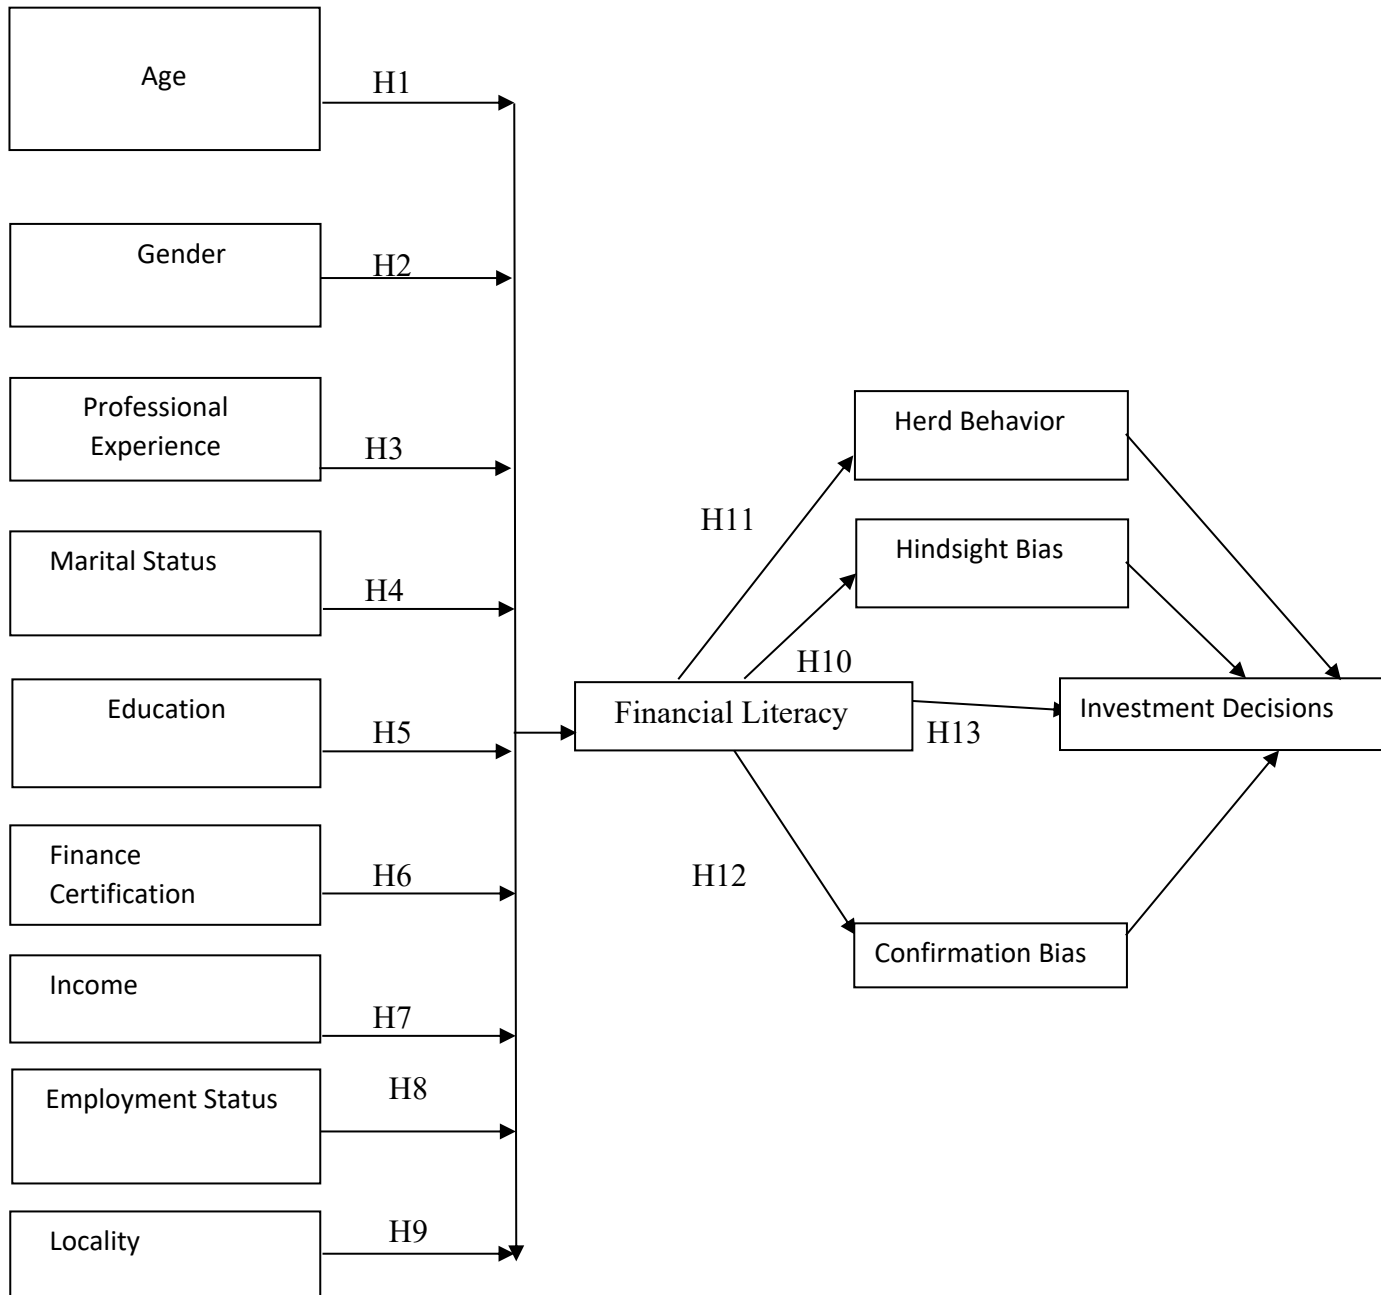 Age
H1
Gender
H2
Professional
Experience
H3
Marital Status
H4
Education
H5
Finance
Certification
H6
Income
H7
Employment Status
H8
Locality
H9
Herd Behavior
H11
Hindsight Bias
H10
Financial Literacy
H13
Investment Decisions
H12
Confirmation Bias